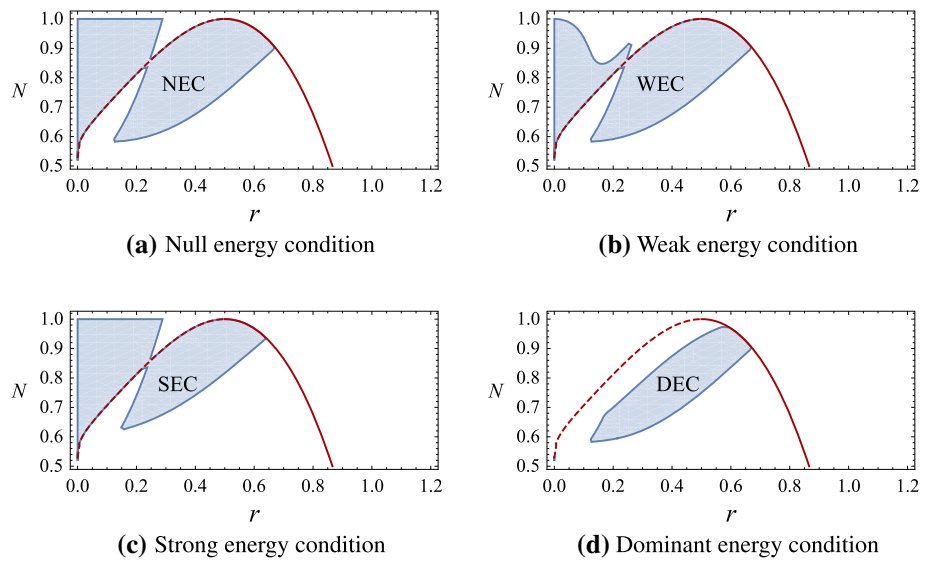 1.0
0.9
0.8
0.7
0.6
0.5
N
NEC
0.0 0.2 0.4 0.6 0.8 1.0 1.2
r
(a) Null energy condition
1.0
0.9
0.8
0.7
0.6
0.5
N
WEC
0.0 0.2 0.4 0.6 0.8 1.0 1.2
r
(b) Weak energy condition
1.0
0.9
0.8
0.7
0.6
0.5
N
SEC
0.0 0.2 0.4 0.6 0.8 1.0 1.2
r
(c) Strong energy condition
1.0
0.9
0.8
0.7
0.6
0.5
N
DEC
0.0 0.2 0.4 0.6 0.8 1.0 1.2
r
(d) Dominant energy condition